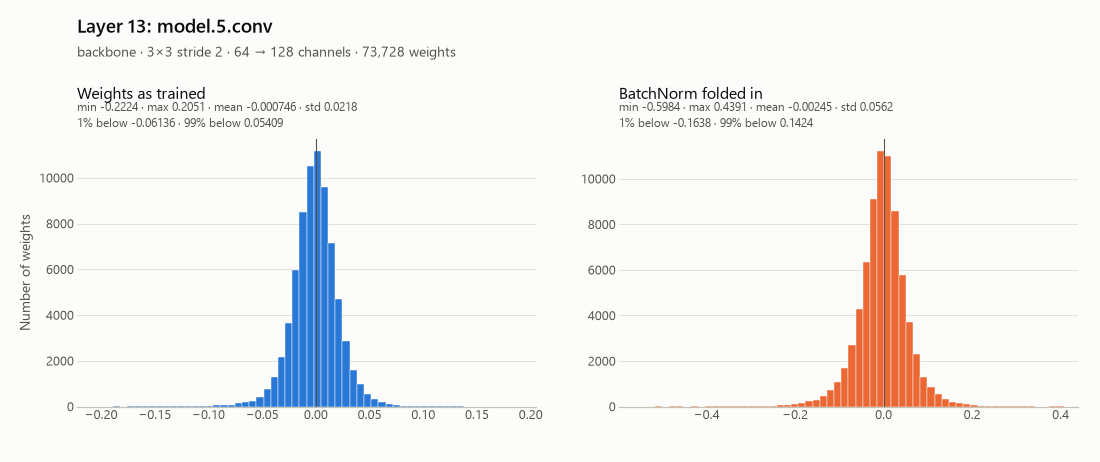 Layer 13: model.5.conv
backbone · 3×3 stride 2 · 64 → 128 channels · 73,728 weights
Weights as trained
min -0.2224 · max 0.2051 · mean -0.000746 · std 0.0218
1% below -0.06136 · 99% below 0.05409
Number of weights
10000
8000
6000
4000
2000
0
−0.20 −0.15 −0.10 −0.05 0.00 0.05 0.10 0.15 0.20
BatchNorm folded in
min -0.5984 · max 0.4391 · mean -0.00245 · std 0.0562
1% below -0.1638 · 99% below 0.1424
10000
8000
6000
4000
2000
0
−0.4 −0.2 0.0 0.2 0.4